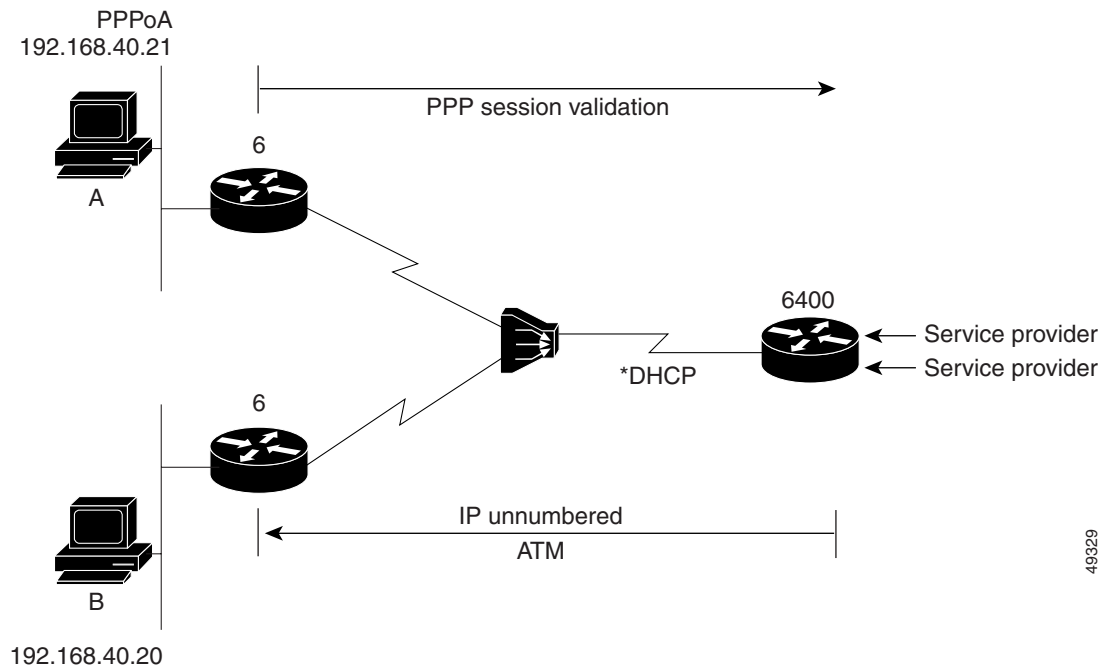 PPPoA
192.168.40.21
PPP session validation
6
A
6400
Service provider
Service provider
*DHCP
6
IP unnumbered
ATM
B
192.168.40.20
49329